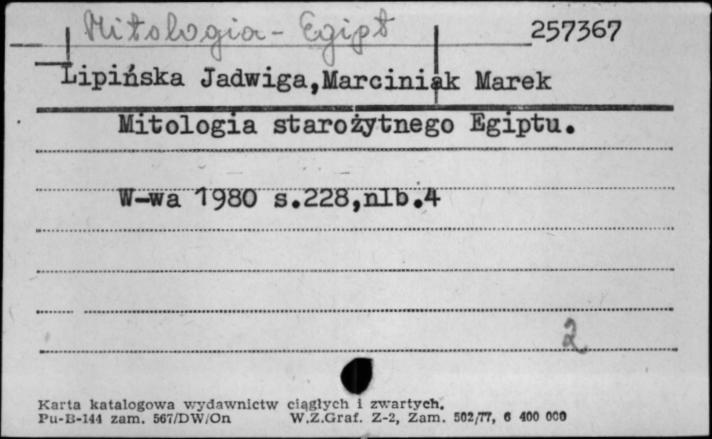 Mitologia - Egipt 257367
Lipińska Jadwiga,Marciniak Marek
Mitologia starożytnego Egiptu.
W-wa 1980 s.228,nlb.4
2
Karta katalogowa wydawnictw ciągłych i zwartych.
Pu-B-144 zam. 567/DW/On W.Z.Graf. Z-2, Zam. 502/77, 6 400 000